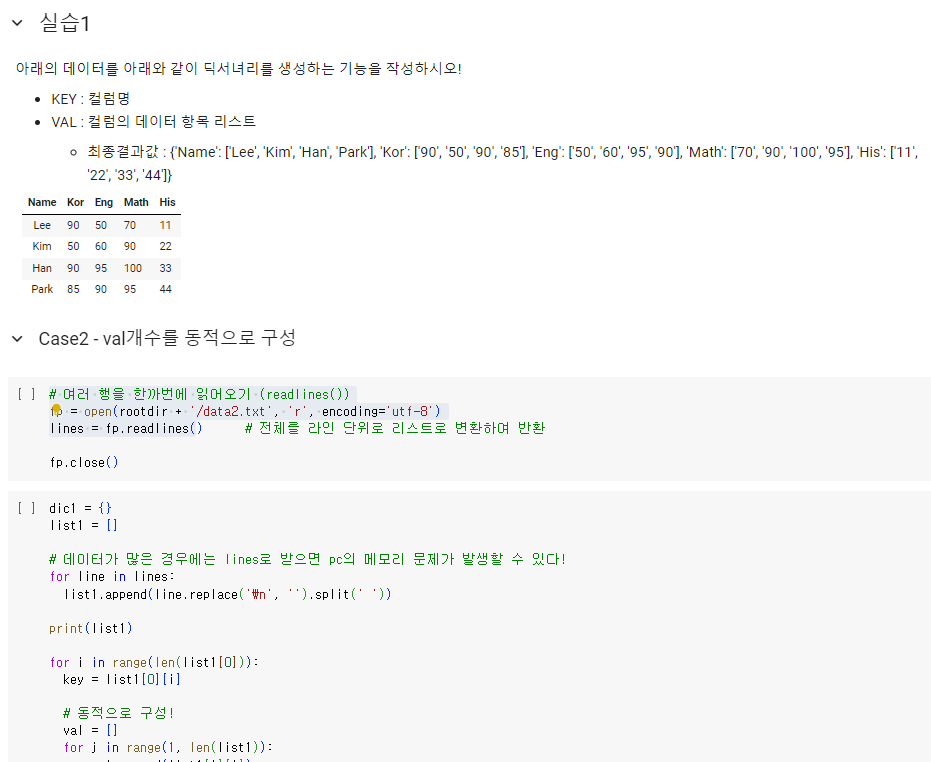 실습1
아래의 데이터를 아래와 같이 딕셔너리를 생성하는 기능을 작성하시오!
KEY : 컬럼명
VAL : 컬럼의 데이터 항목 리스트
최종결과값 : {'Name': ['Lee', 'Kim', 'Han', 'Park'], 'Kor': ['90', '50', '90', '85'], 'Eng': ['50', '60', '95', '90'], 'Math': ['70', '90', '100', '95'], 'His': ['11',
'22', '33', '44']}
Name Kor Eng Math His
Lee 90 50 70 11
Kim 50 60 90 22
Han 90 95 100 33
Park 85 90 95 44
Case2 - val개수를 동적으로 구성
[ ] # 여러 행을 한꺼번에 읽어오기 (readlines())
fp = open(rootdir + '/data2.txt', 'r', encoding='utf-8')
lines = fp.readlines() # 전체를 라인 단위로 리스트로 변환하여 반환
fp.close()
[ ] dic1 = {}
list1 = []
# 데이터가 많은 경우에는 lines로 받으면 pc의 메모리 문제가 발생할 수 있다!
for line in lines:
list1.append(line.replace('₩n', '').split(' '))
print(list1)
for i in range(len(list1[0])):
key = list1[0][i]
# 동적으로 구성!
val = []
for j in range(1, len(list1)):